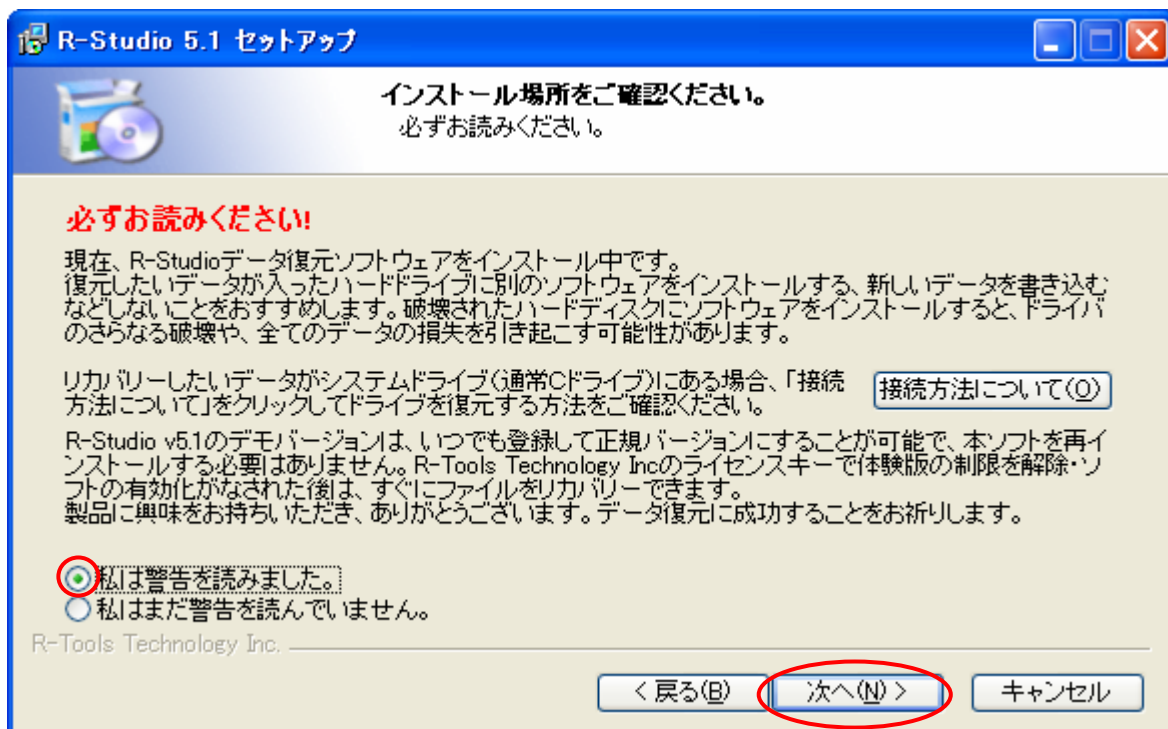 R-Studio 5.1 セットアップ
インストール場所をご確認ください。
必ずお読みください。
必ずお読みください!
現在、R-Studioデータ復元ソフトウェアをインストール中です。
復元したいデータが入ったハードドライブに別のソフトウェアをインストールする、新しいデータを書き込む
などしないことをおすすめします。破壊されたハードディスクにソフトウェアをインストールすると、ドライバ
のさらなる破壊や、全てのデータの損失を引き起こす可能性があります。
リカバリーしたいデータがシステムドライブ(通常Cドライブ)にある場合、「接続
方法について」をクリックしてドライブを復元する方法をご確認ください。
接続方法について(O)
R-Studio v5.1のデモバージョンは、いつでも登録して正規バージョンにすることが可能で、本ソフトを再イ
ンストールする必要はありません。R-Tools Technology Incのライセンスキーで体験版の制限を解除・ソ
フトの有効化がなされた後は、すぐにファイルをリカバリーできます。
製品に興味をお持ちいただき、ありがとうございます。データ復元に成功することをお祈りします。
私は警告を読みました。
私はまだ警告を読んでいません。
R-Tools Technology Inc.
< 戻る(B)
次へ(N) >
キャンセル